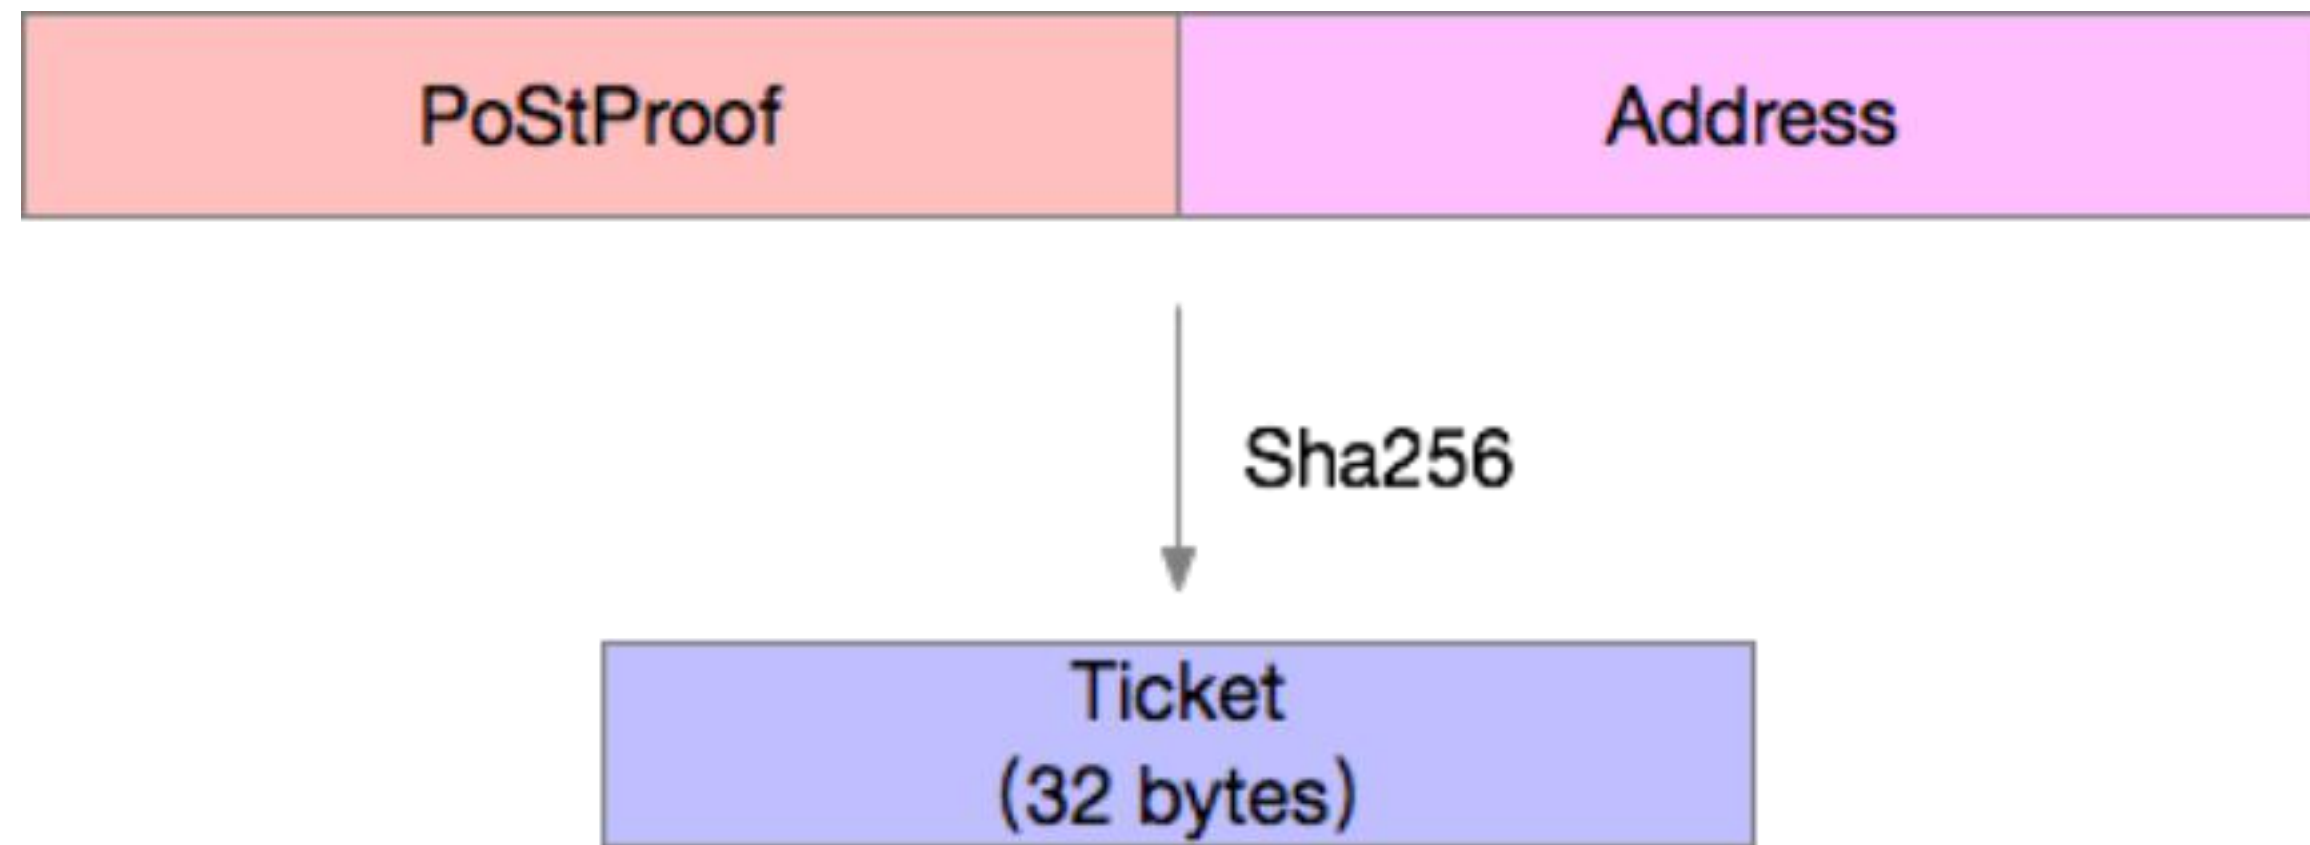 PoStProof
Address
Sha256
Ticket
(32 bytes)